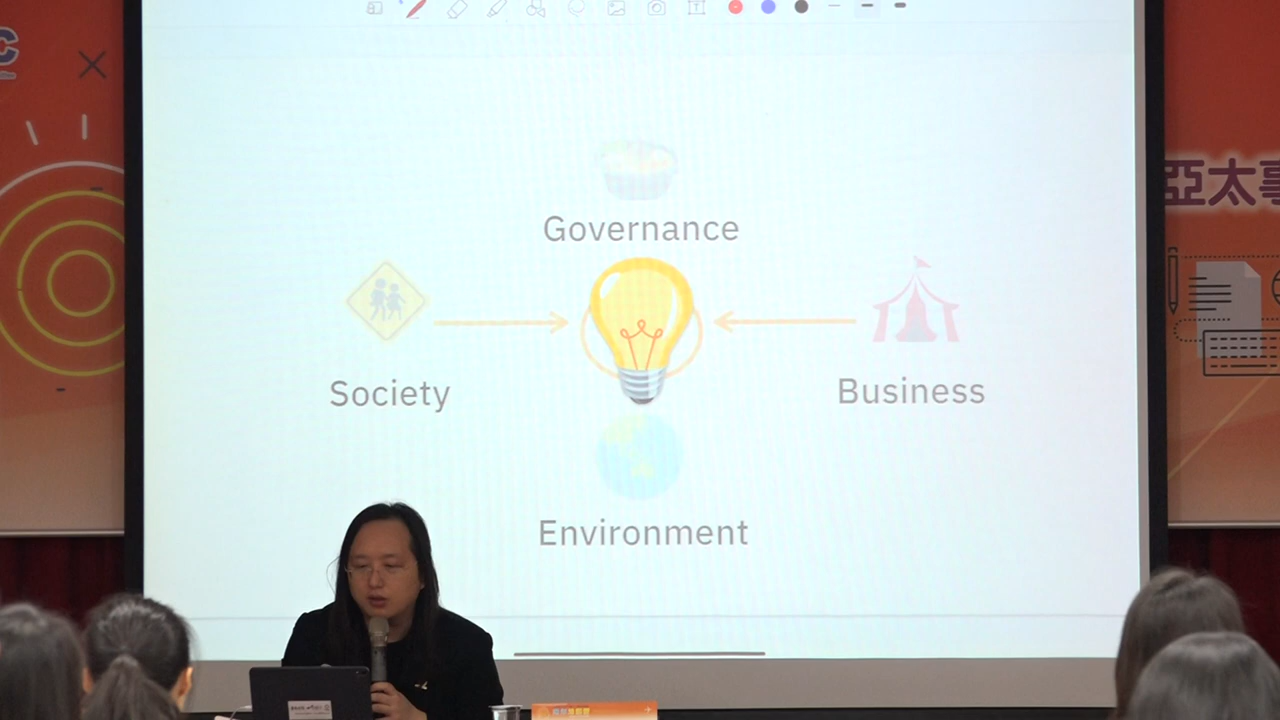 C
亞太事
Governance
Society
Business
Environment